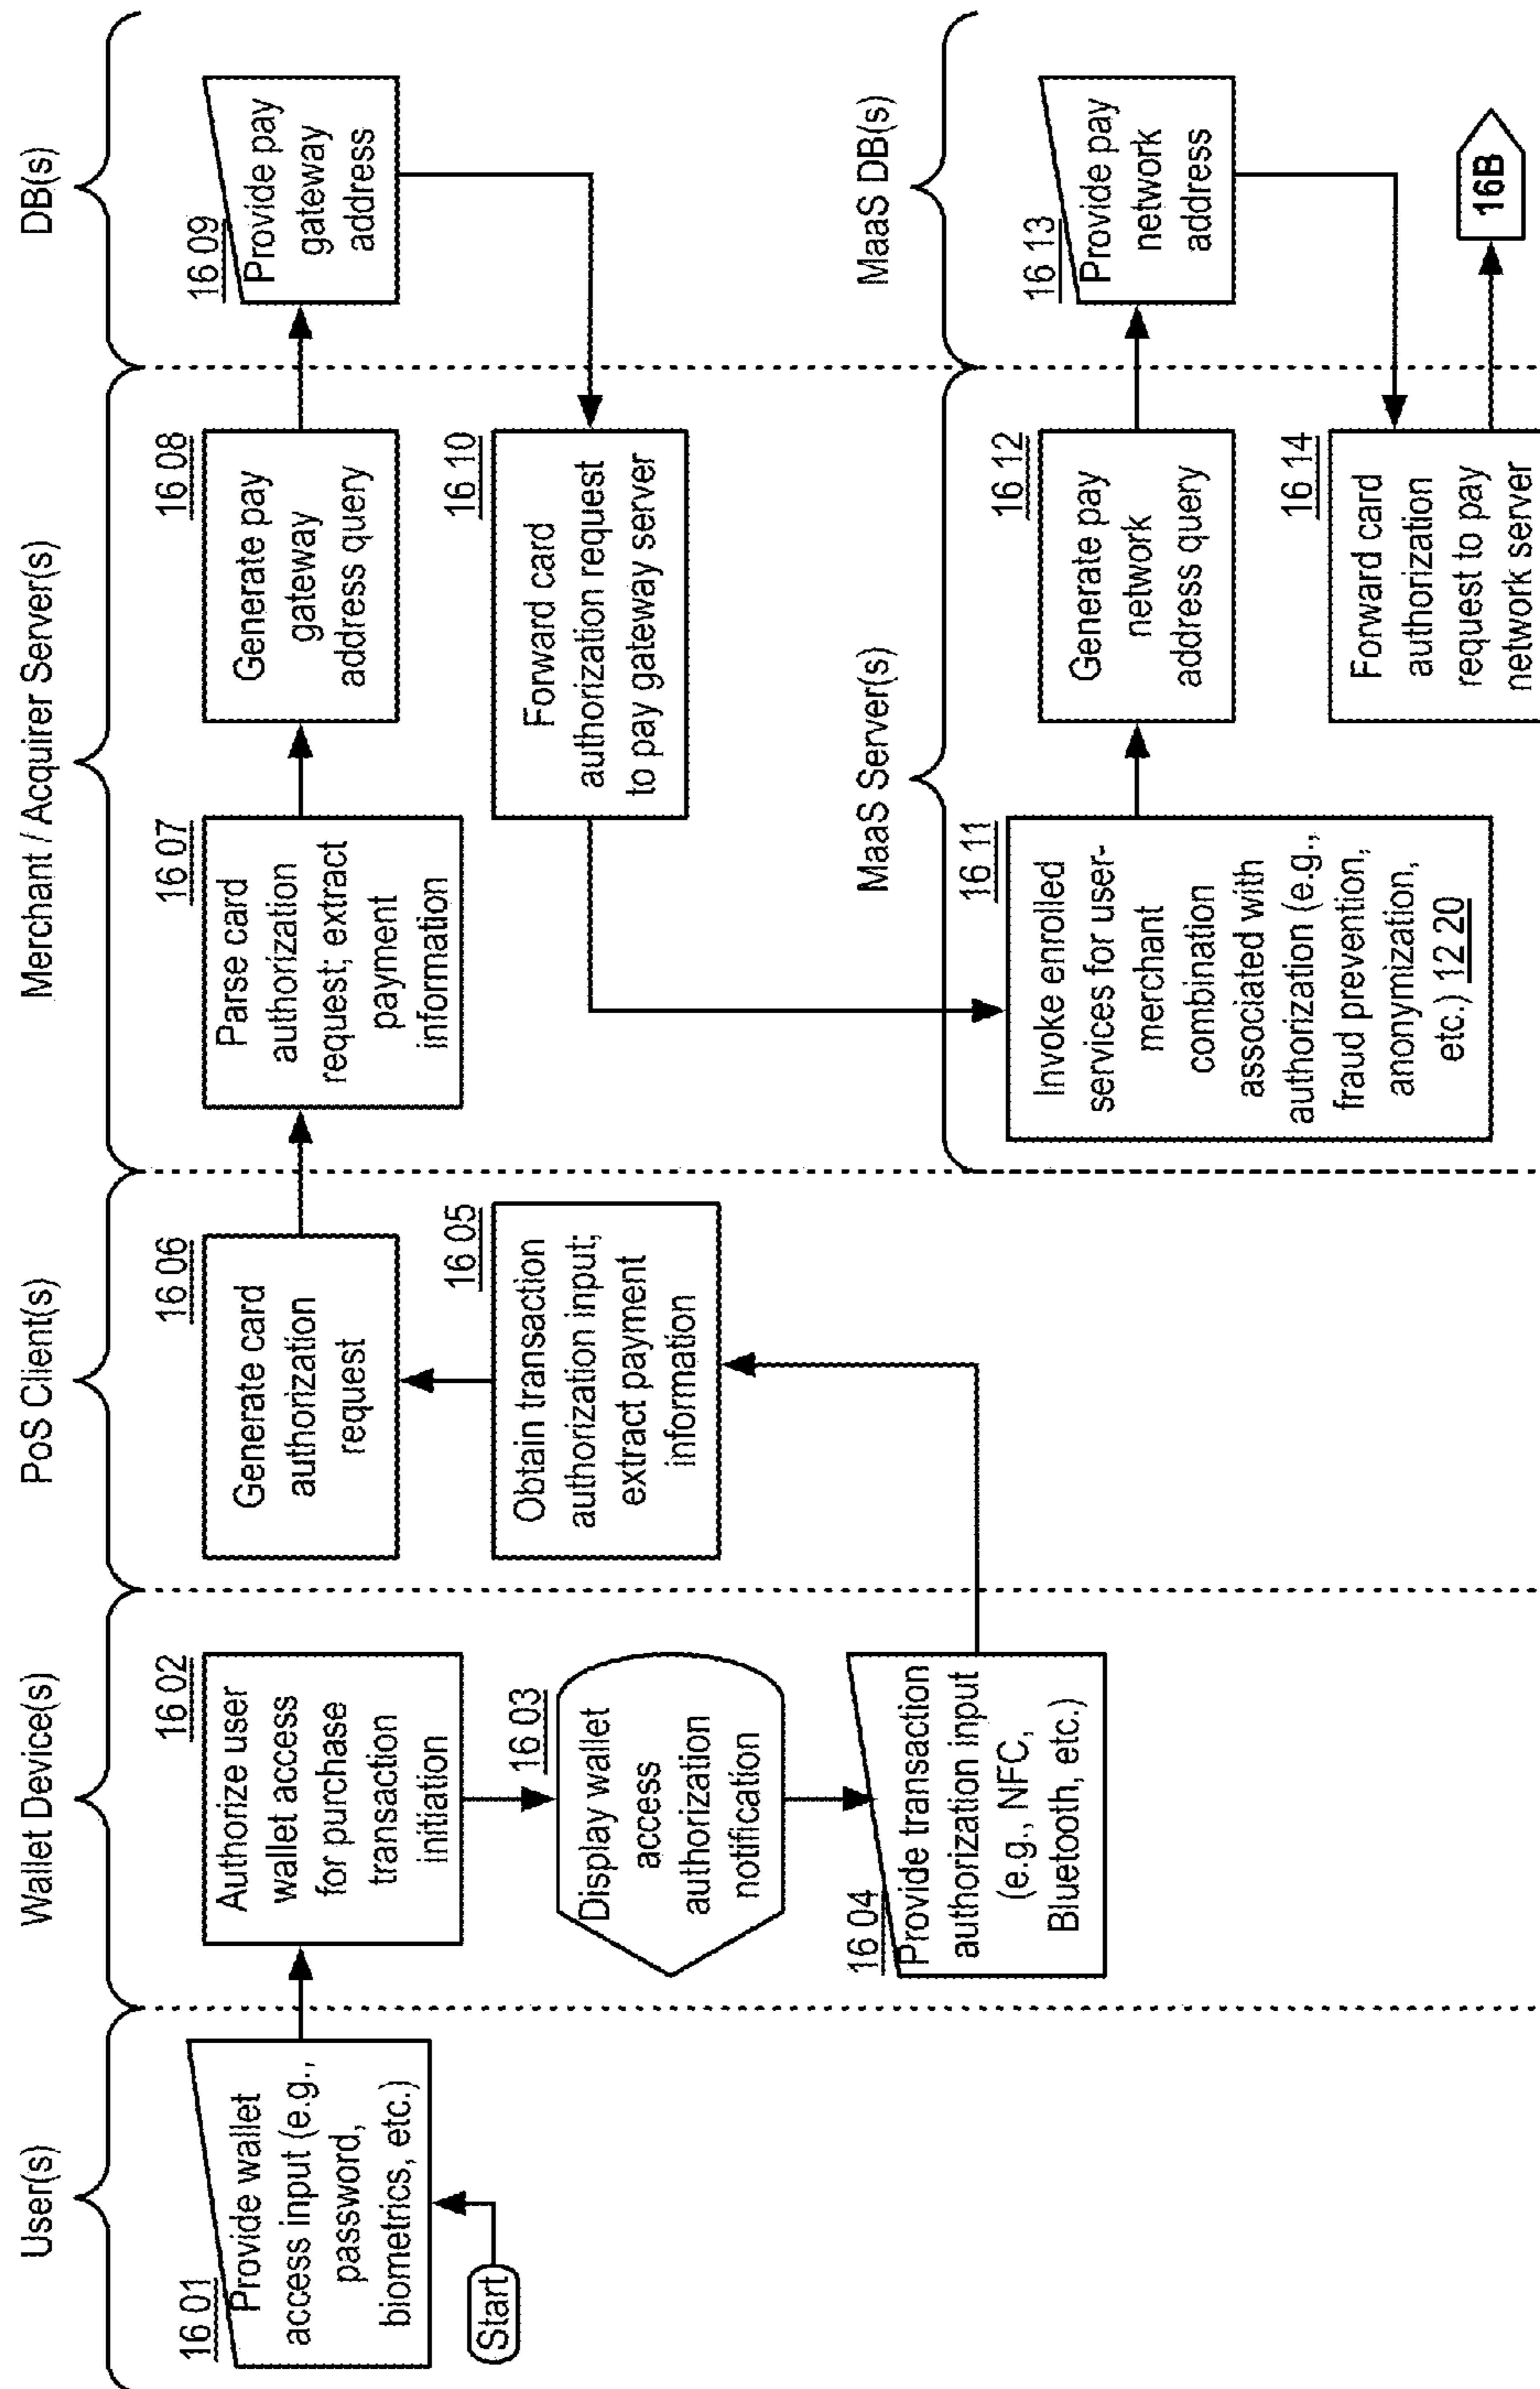 User(s)
Wallet Device(s)
PoS Client(s)
Merchant / Acquirer Server(s)
DB(s)
16 01
Provide wallet
access input (e.g.,
password,
biometrics, etc.)
Start
16 02
Authorize user
wallet access
for purchase
transaction
initiation
16 03
Display wallet
access
authorization
notification
16 04
Provide transaction
authorization input
(e.g., NFC,
Bluetooth, etc.)
16 05
Obtain transaction
authorization input;
extract payment
information
16 06
Generate card
authorization
request
16 07
Parse card
authorization
request; extract
payment
information
16 08
Generate pay
gateway
address query
16 09
Provide pay
gateway
address
16 10
Forward card
authorization request
to pay gateway server
MaaS Server(s)
MaaS DB(s)
16 11
Invoke enrolled
services for user-
merchant
combination
associated with
authorization (e.g.,
fraud prevention,
anonymization,
etc.) 12 20
16 12
Generate pay
network
address query
16 13
Provide pay
network
address
16 14
Forward card
authorization
request to pay
network server
16B